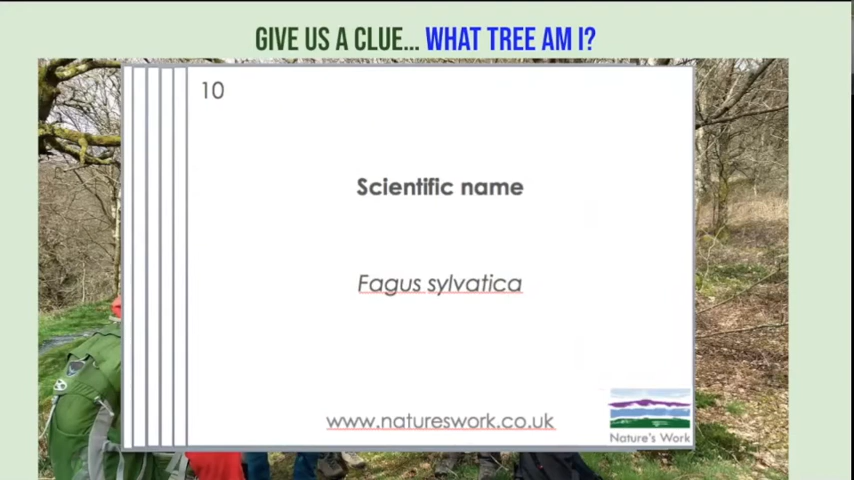 GIVE US A CLUE... WHAT TREE AM I?
10
Scientific name
Fagus sylvatica
www.natureswork.co.uk
Nature's Work